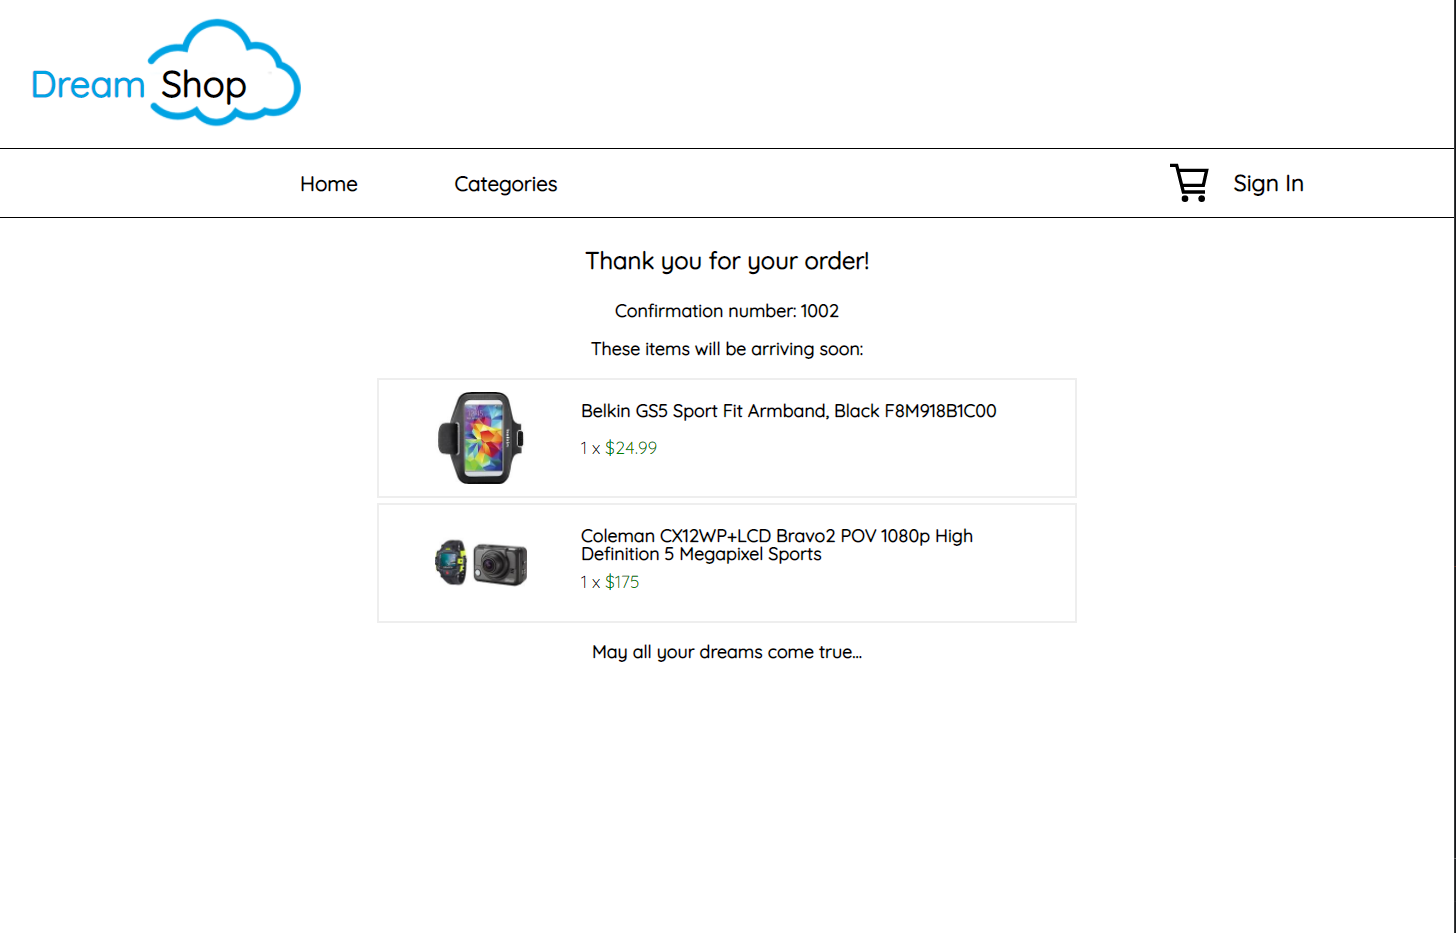 Dream Shop
Home
Categories
Sign In
Thank you for your order!
Confirmation number: 1002
These items will be arriving soon:
Belkin GS5 Sport Fit Armband, Black F8M918B1C00
1 x $24.99
Coleman CX12WP+LCD Bravo2 POV 1080p High
Definition 5 Megapixel Sports
1 x $175
May all your dreams come true...